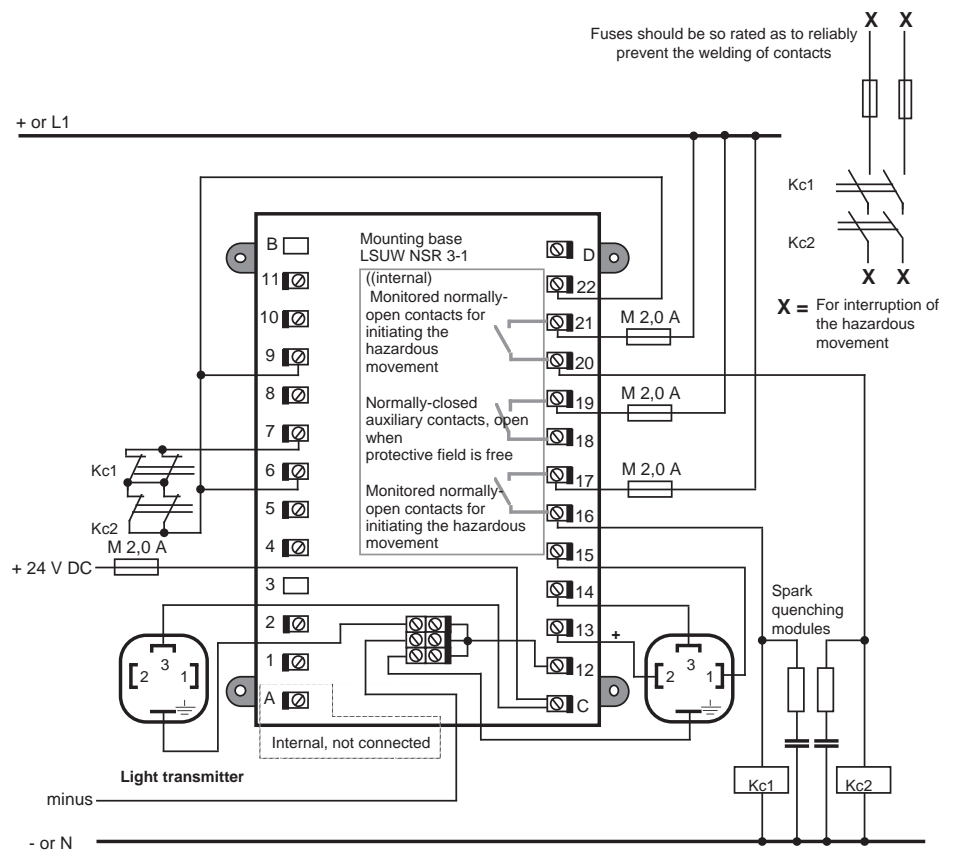 X X
Fuses should be so rated as to reliably
prevent the welding of contacts
+ or L1
Kc1
Kc2
X X
X = For interruption of
the hazardous
movement
Mounting base
LSUW NSR 3-1
((internal)
Monitored normally-
open contacts for
initiating the
hazardous
movement
Normally-closed
auxiliary contacts, open
when
protective field is free
Monitored normally-
open contacts for
initiating the hazardous
movement
B
11
10
9
8
7
6
5
4
3
2
1
A
D
22
21
20
19
18
17
16
15
14
13
12
C
M 2,0 A
M 2,0 A
M 2,0 A
Kc1
Kc2
M 2,0 A
+ 24 V DC
Spark
quenching
modules
+
3
2 1
3
2 1
Internal, not connected
Light transmitter
Kc1 Kc2
minus
- or N